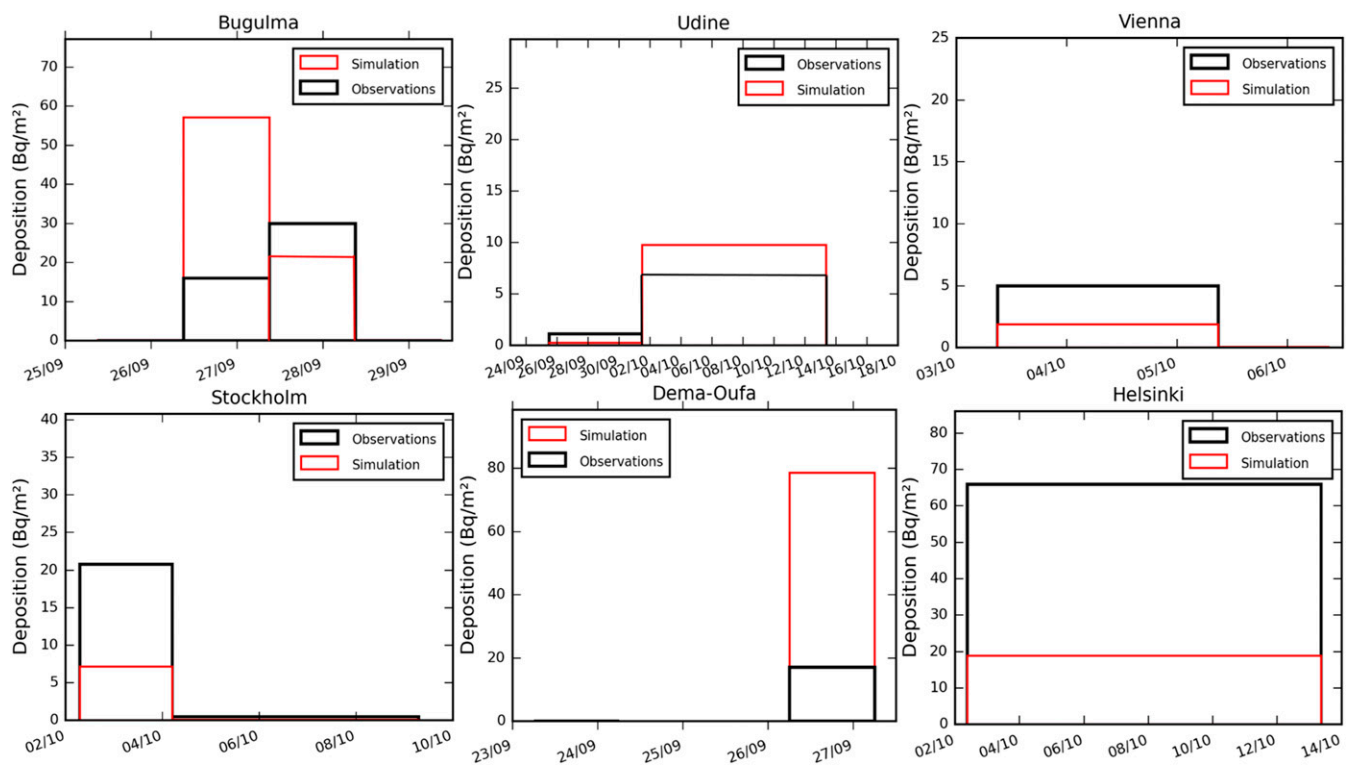 Bugulma
Deposition (Bq/m²)
70
60
50
40
30
20
10
0
25/09 26/09 27/09 28/09 29/09
Simulation
Observations
Udine
Deposition (Bq/m²)
25
20
15
10
5
0
24/09 26/09 28/09 30/09 02/10 04/10 06/10 08/10 10/10 12/10 14/10 16/10 18/10
Observations
Simulation
Vienna
Deposition (Bq/m²)
25
20
15
10
5
0
03/10 04/10 05/10 06/10
Observations
Simulation
Stockholm
Deposition (Bq/m²)
40
35
30
25
20
15
10
5
0
02/10 04/10 06/10 08/10 10/10
Observations
Simulation
Dema-Oufa
Deposition (Bq/m²)
80
60
40
20
0
23/09 24/09 25/09 26/09 27/09
Simulation
Observations
Helsinki
Deposition (Bq/m²)
80
70
60
50
40
30
20
10
0
02/10 04/10 06/10 08/10 10/10 12/10 14/10
Observations
Simulation